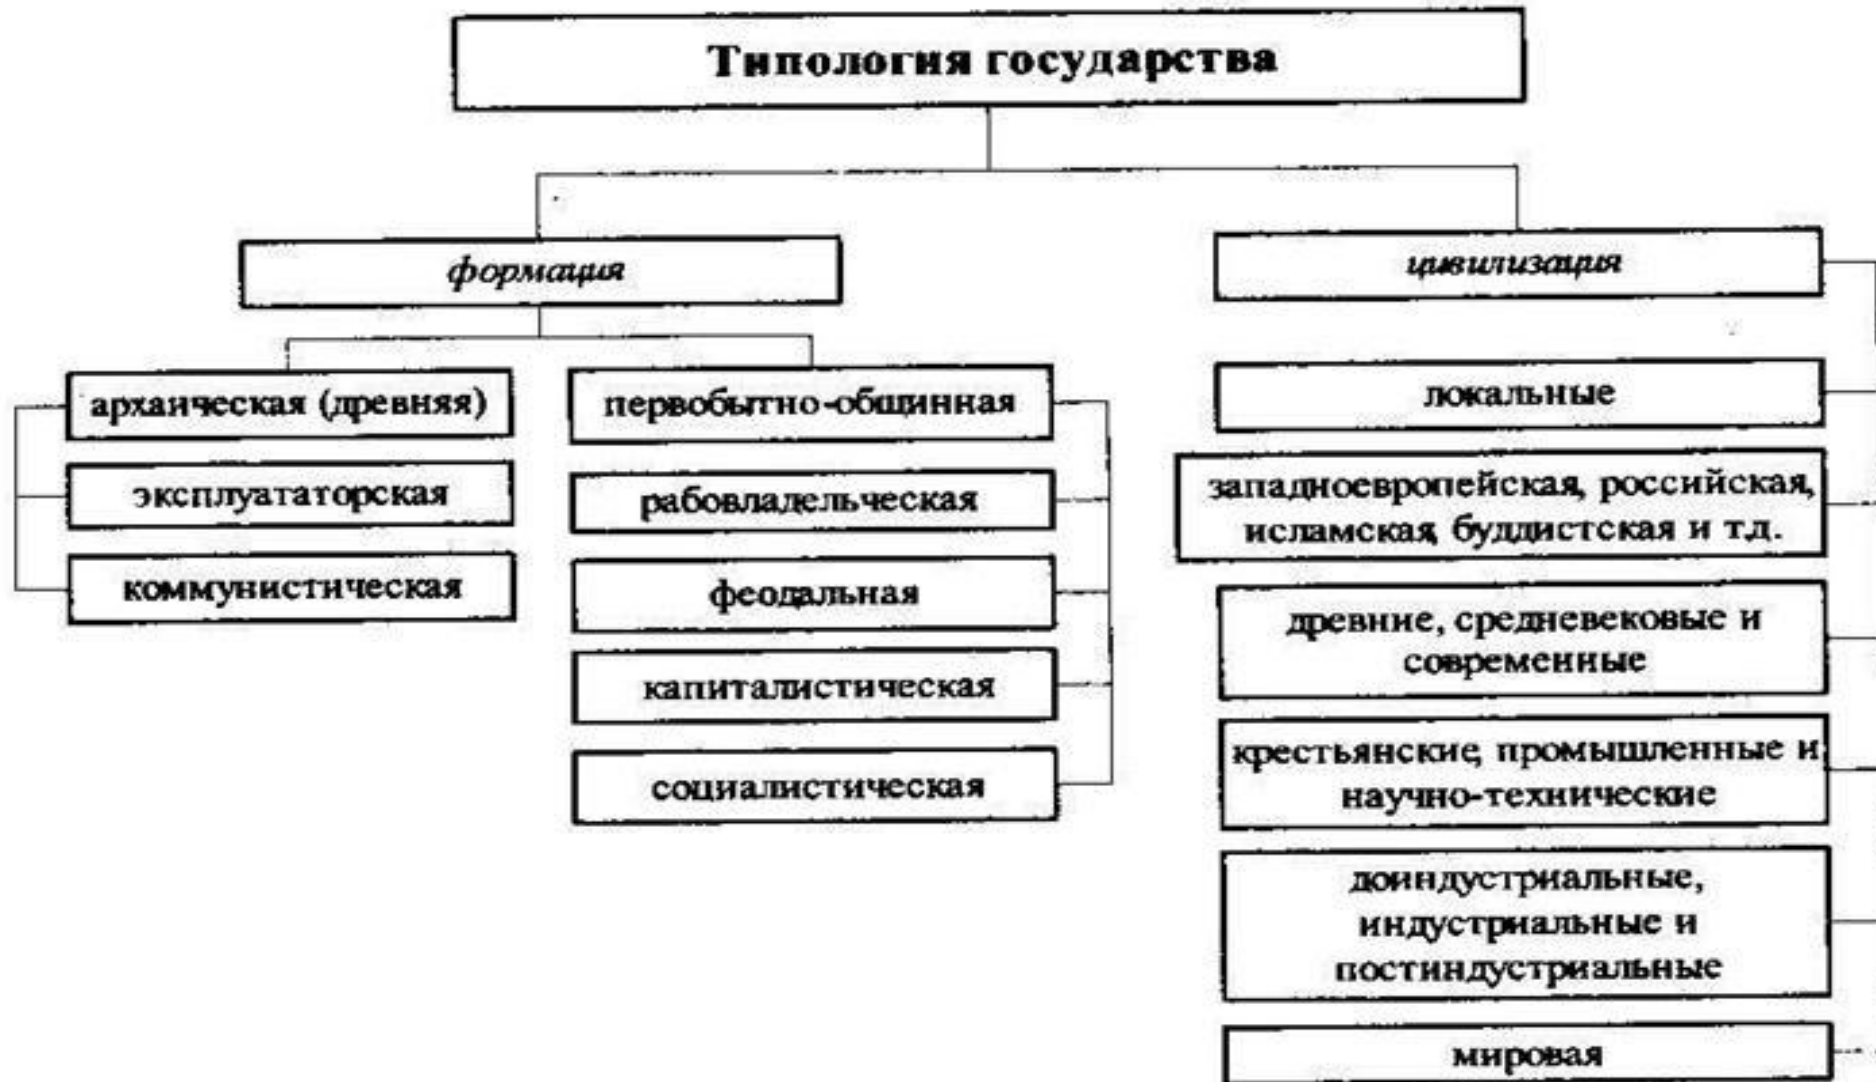 Типология государства
формация
архаическая (древняя)
эксплуататорская
коммунистическая
первобытно-общинная
рабовладельческая
феодальная
капиталистическая
социалистическая
цивилизация
локальные
западноевропейская, российская,
исламская, буддистская и т.д.
древние, средневековые и
современные
крестьянские, промышленные и
научно-технические
доиндустриальные,
индустриальные и
постиндустриальные
мировая